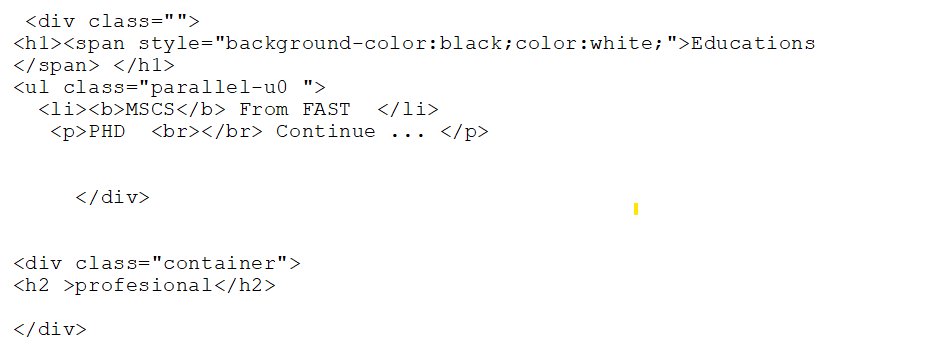 <div class="">
<h1><span style="background-color:black;color:white;">Educations
</span> </h1>
<ul class="parallel-u0 ">
<li><b>MSCS</b> From FAST  </li>
<p>PHD  <br></br> Continue ... </p>
</div>
<div class="container">
<h2 >profesional</h2>
</div>